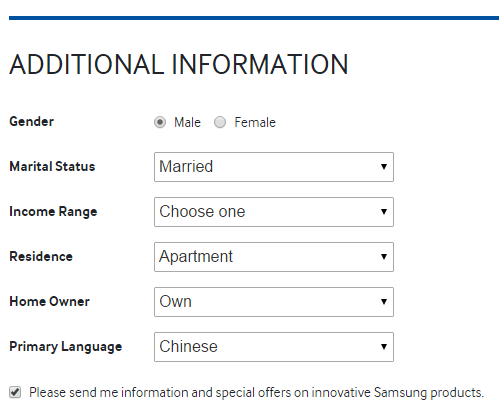 ADDITIONAL INFORMATION
Gender Male Female
Marital Status Married
Income Range Choose one
Residence Apartment
Home Owner Own
Primary Language Chinese
Please send me information and special offers on innovative Samsung products.